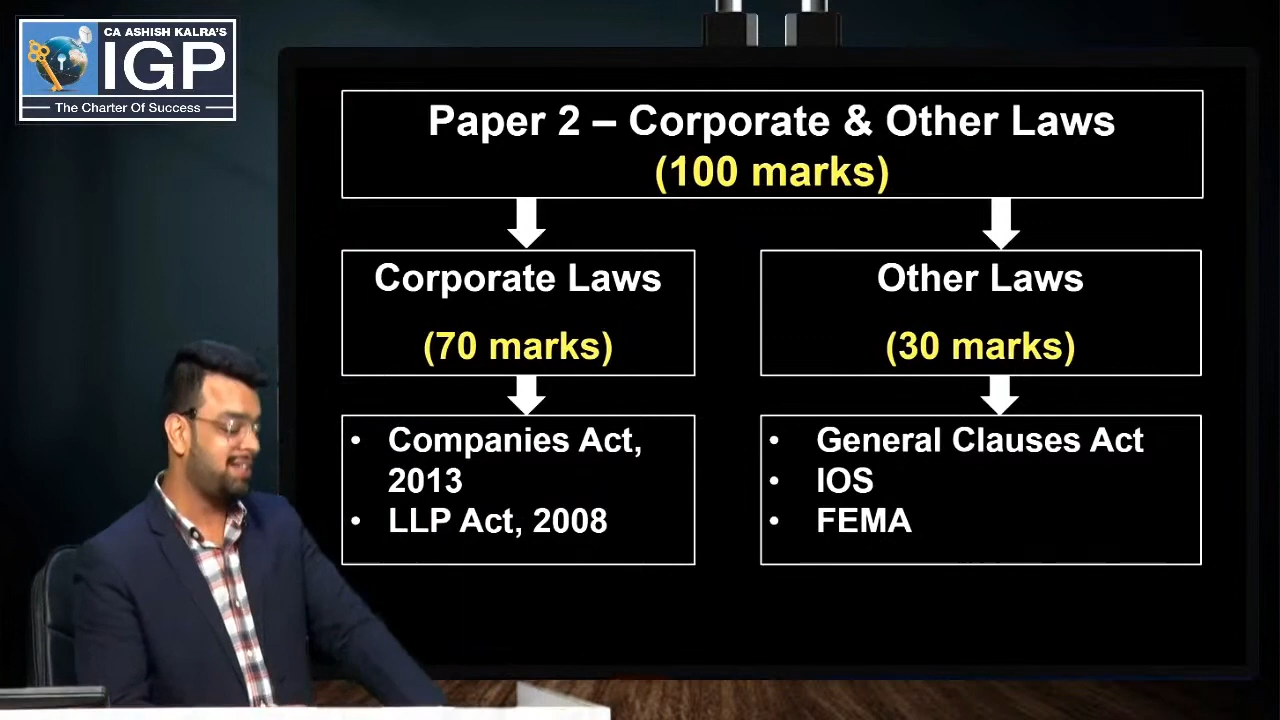 CA ASHISH KALRA'S
IGP
The Charter Of Success
Paper 2 – Corporate & Other Laws
(100 marks)
Corporate Laws
(70 marks)
Other Laws
(30 marks)
• Companies Act,
2013
• LLP Act, 2008
• General Clauses Act
• IOS
• FEMA